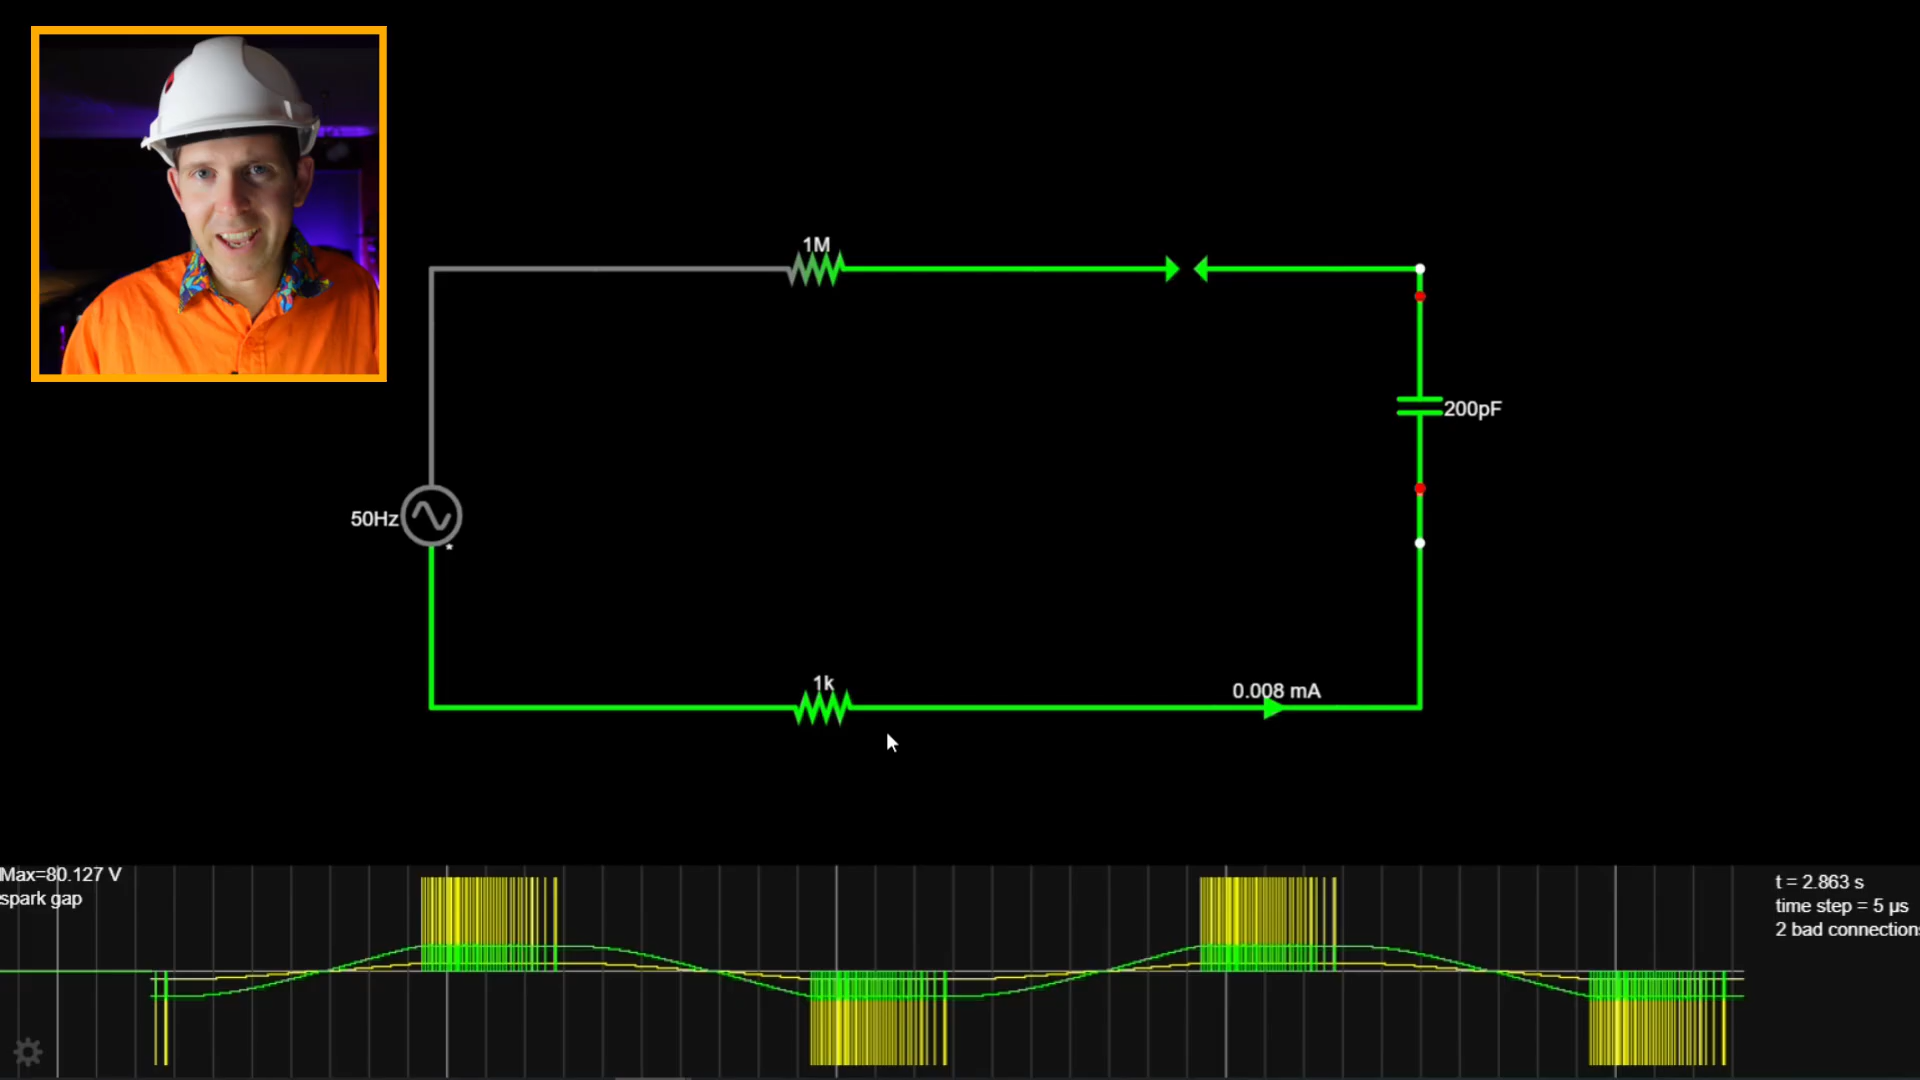 1M
200pF
50Hz
*
1k
0.008 mA
Max=80.127 V
spark gap
t = 2.863 s
time step = 5 µs
2 bad connections